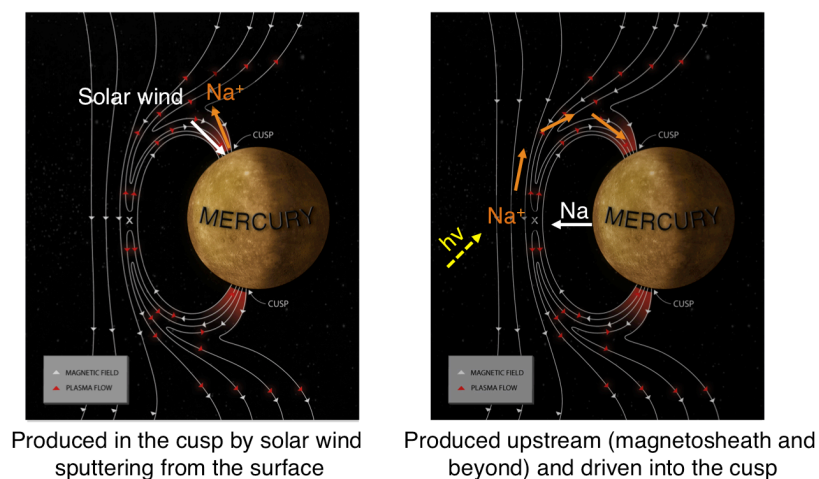 Solar wind
Na⁺
CUSP
MERCURY
X
CUSP
MAGNETIC FIELD
PLASMA FLOW
Produced in the cusp by solar wind
sputtering from the surface
CUSP
Na⁺
X
Na
MERCURY
hν
CUSP
MAGNETIC FIELD
PLASMA FLOW
Produced upstream (magnetosheath and
beyond) and driven into the cusp